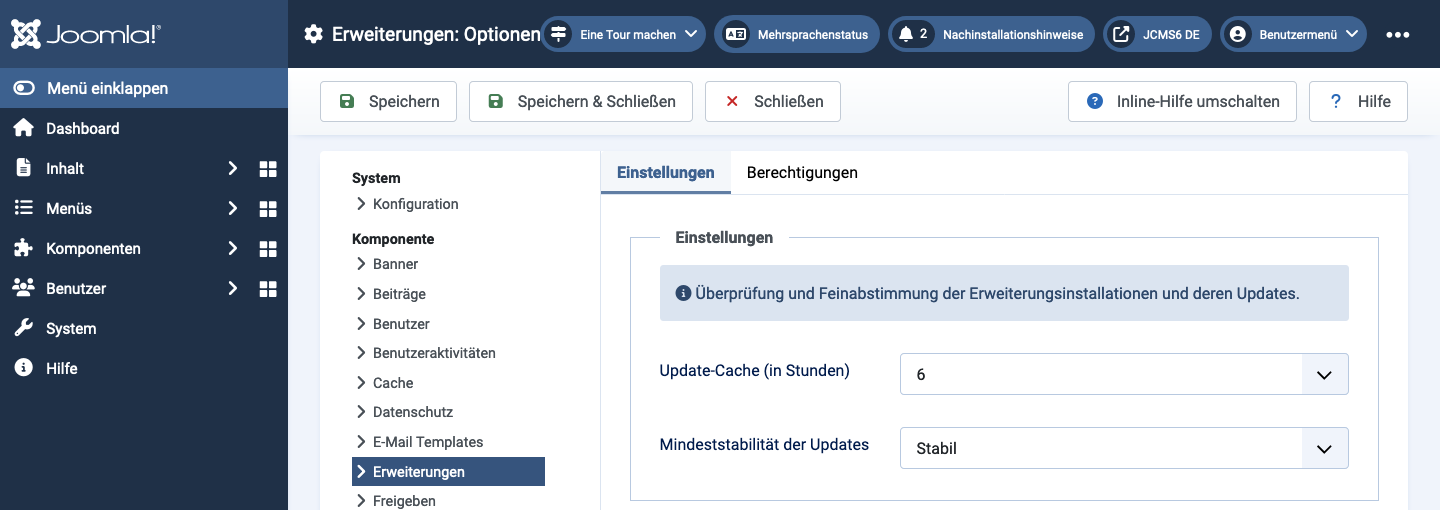 Joomla!®
Erweiterungen: Optionen
Eine Tour machen
Mehrsprachenstatus
2 Nachinstallationshinweise
JCMS6 DE
Benutzermenü
Menü einklappen
Dashboard
Inhalt
Menüs
Komponenten
Benutzer
System
Hilfe
Speichern
Speichern & Schließen
Schließen
Inline-Hilfe umschalten
? Hilfe
System
Konfiguration
Komponente
Banner
Beiträge
Benutzer
Benutzeraktivitäten
Cache
Datenschutz
E-Mail Templates
Erweiterungen
Freigeben
Einstellungen
Berechtigungen
Einstellungen
Überprüfung und Feinabstimmung der Erweiterungsinstallationen und deren Updates.
Update-Cache (in Stunden)
6
Mindeststabilität der Updates
Stabil